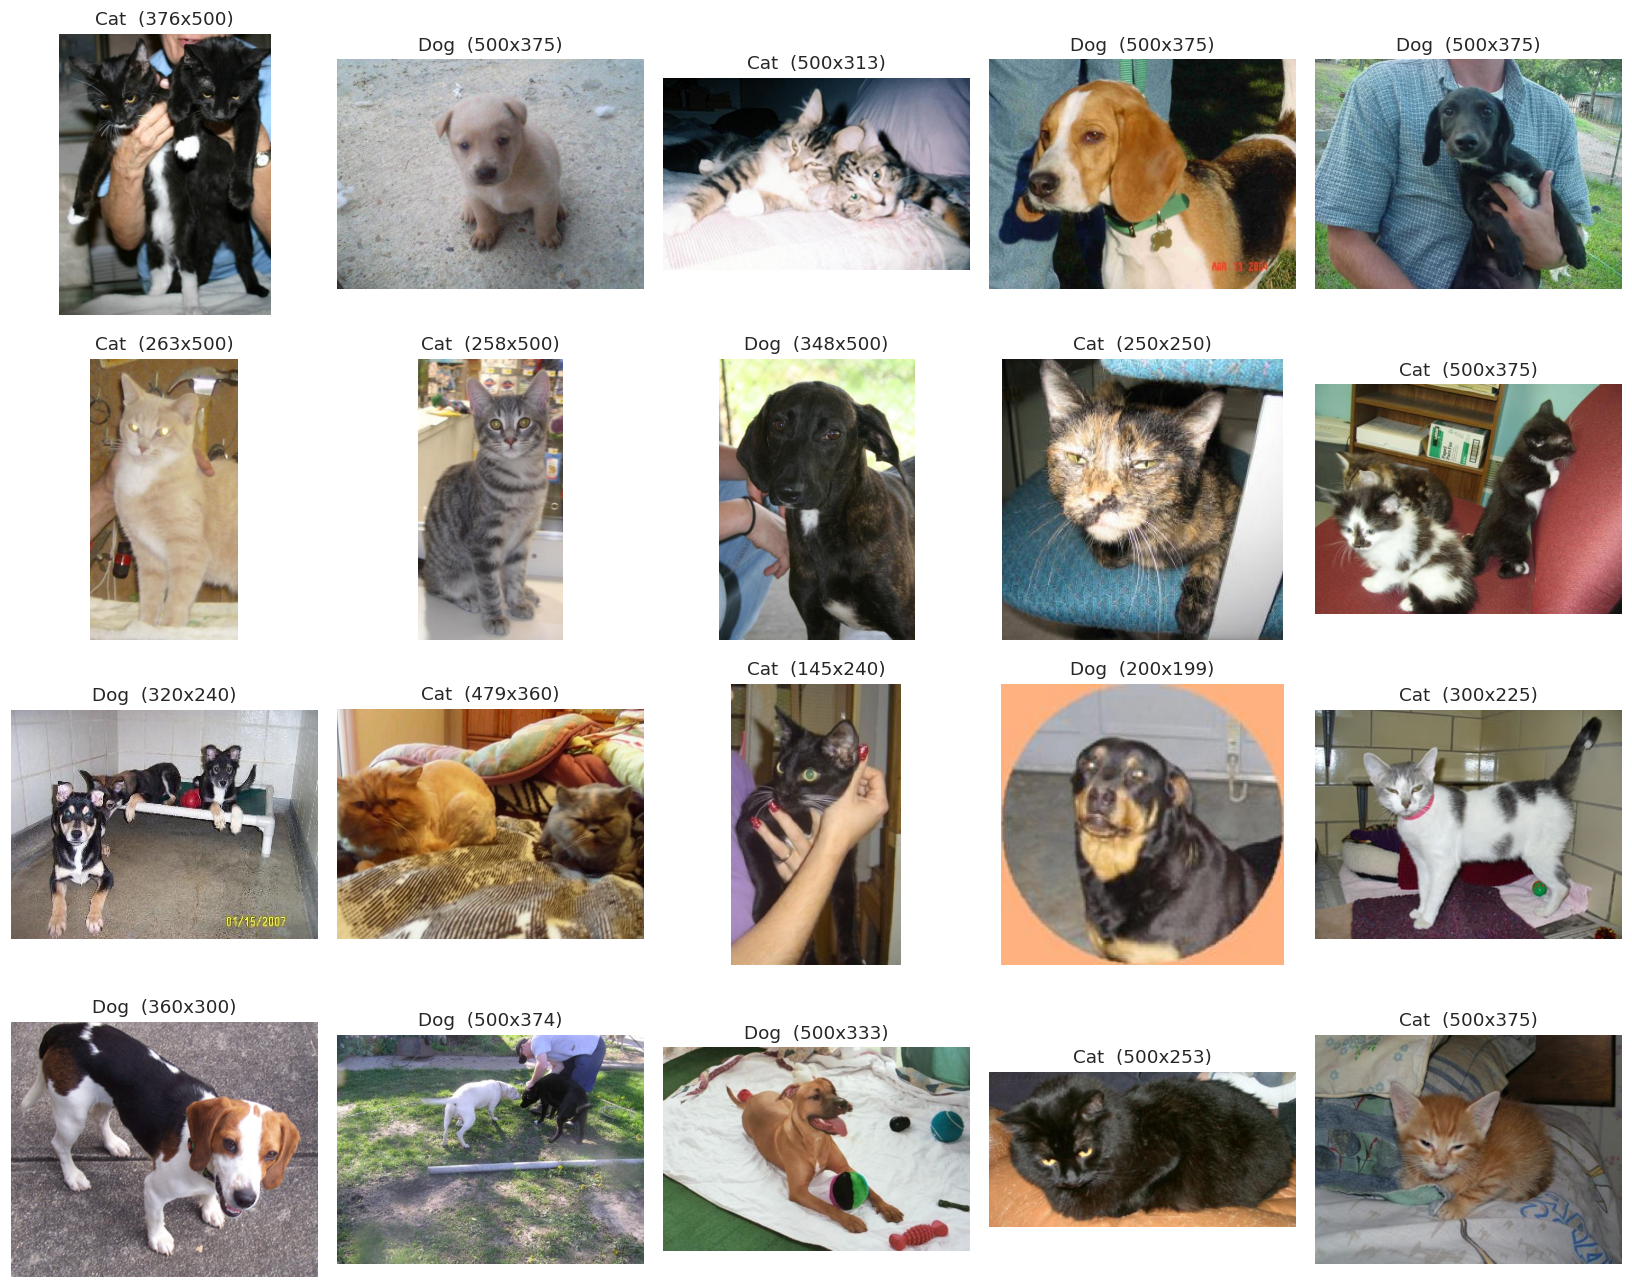 Cat (376x500)
Dog (500x375)
Cat (500x313)
Dog (500x375)
Dog (500x375)
Cat (263x500)
Cat (258x500)
Dog (348x500)
Cat (250x250)
Cat (500x375)
Dog (320x240)
Cat (479x360)
Cat (145x240)
Dog (200x199)
Cat (300x225)
01/15/2007
Dog (360x300)
Dog (500x374)
Dog (500x333)
Cat (500x253)
Cat (500x375)